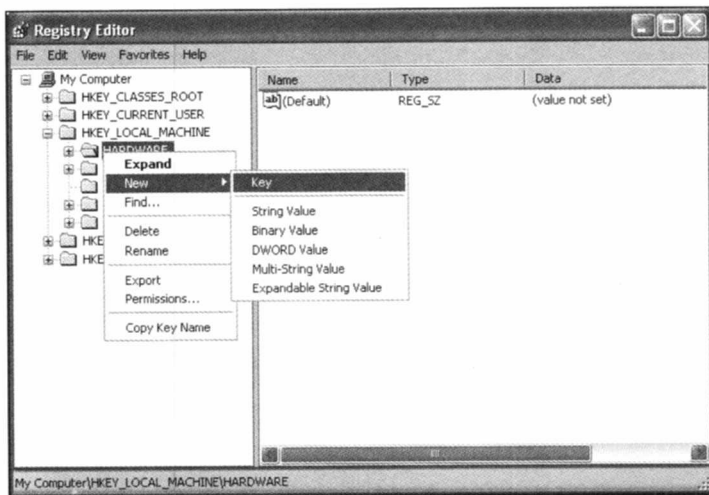 Registry Editor
File Edit View Favorites Help
My Computer
HKEY_CLASSES_ROOT
HKEY_CURRENT_USER
HKEY_LOCAL_MACHINE
HARDWARE
HKE
HKE
Expand
New
Find...
Delete
Rename
Export
Permissions...
Copy Key Name
Key
String Value
Binary Value
DWORD Value
Multi-String Value
Expandable String Value
Name Type Data
ab (Default) REG_SZ (value not set)
My Computer\HKEY_LOCAL_MACHINE\HARDWARE